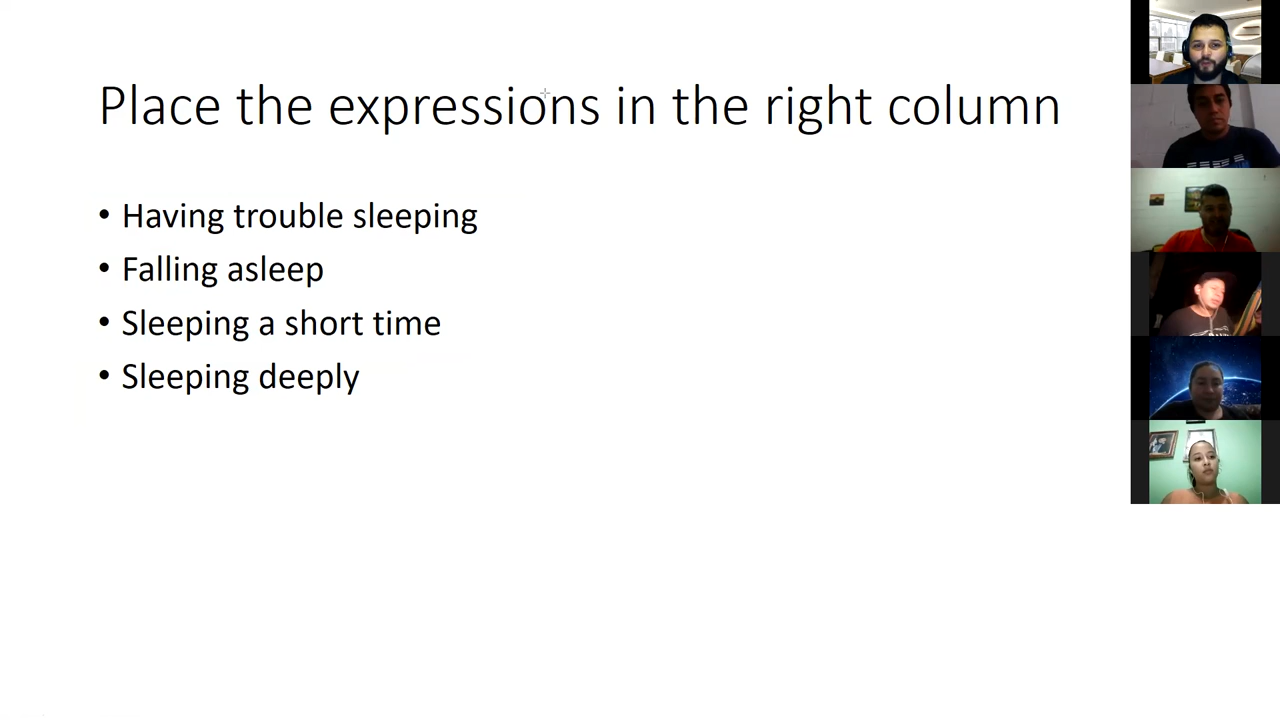 Place the expressions in the right column
• Having trouble sleeping
• Falling asleep
• Sleeping a short time
• Sleeping deeply